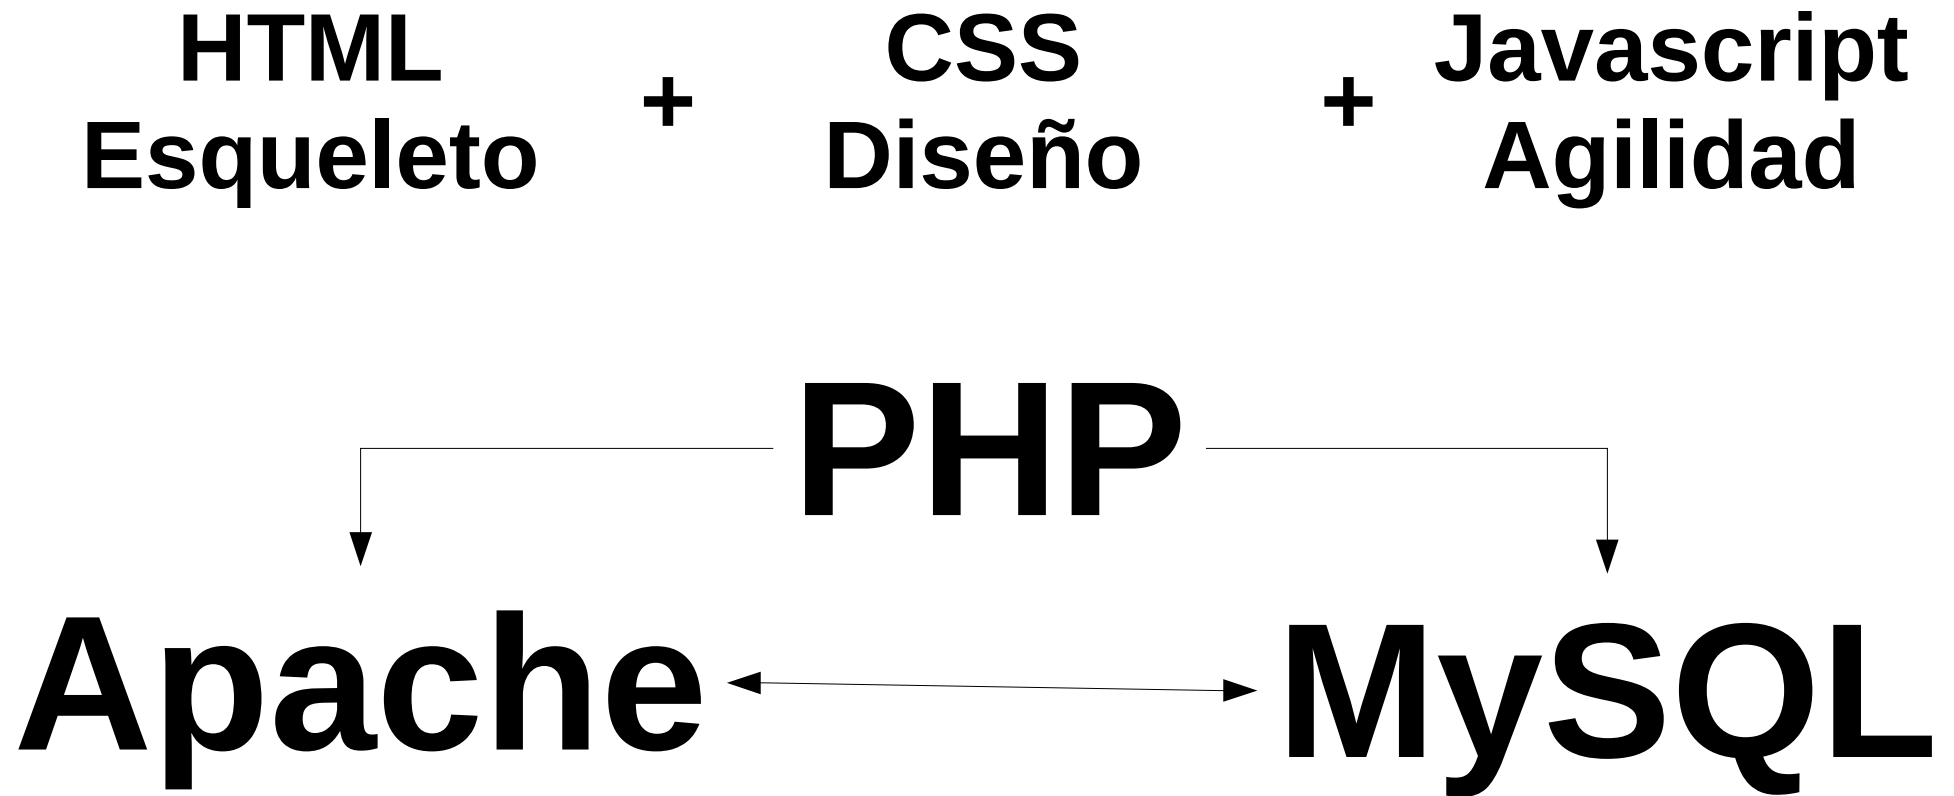 HTML
Esqueleto
+
CSS
Diseño
+
Javascript
Agilidad
PHP
Apache
MySQL